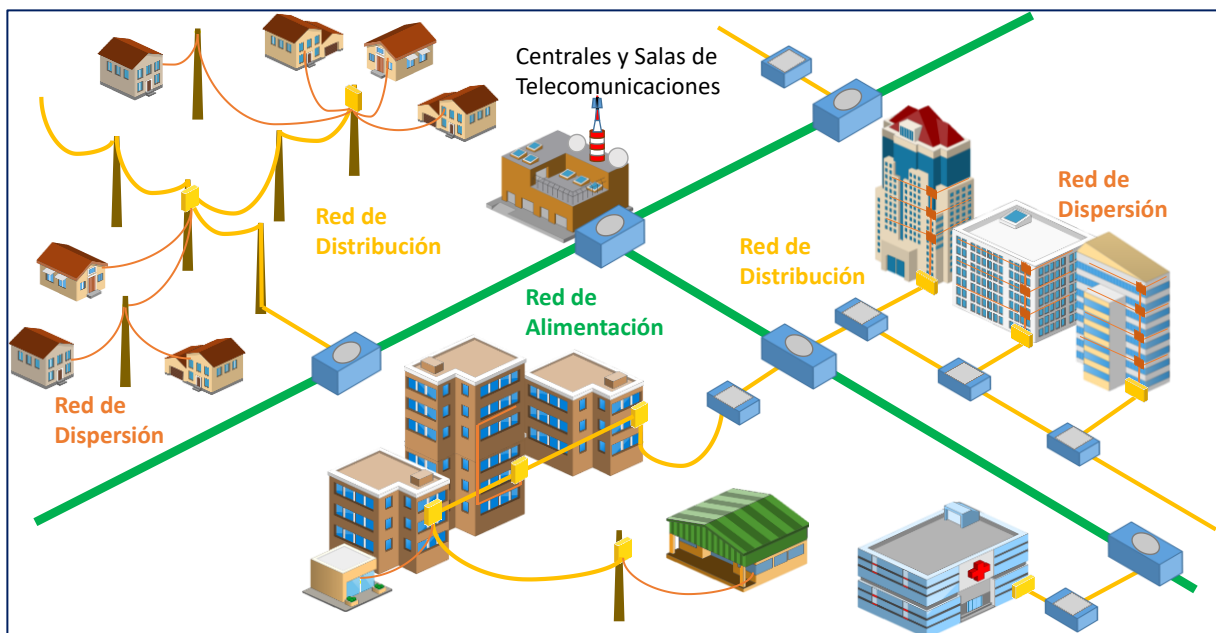 Centrales y Salas de
Telecomunicaciones
Red de
Dispersión
Red de
Distribución
Red de
Distribución
Red de
Alimentación
Red de
Dispersión